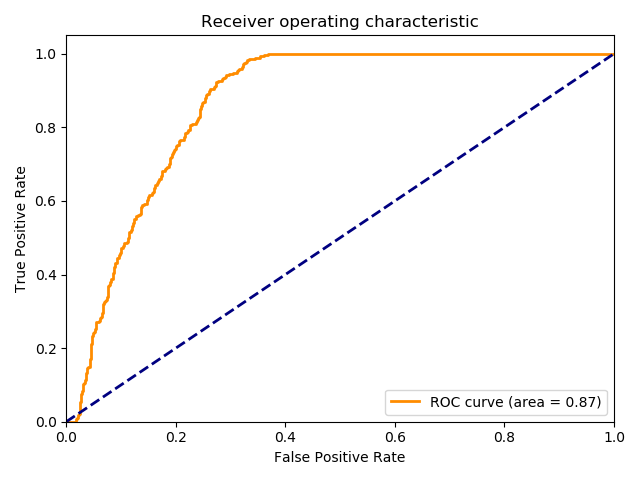 Receiver operating characteristic
1.0
0.8
0.6
0.4
0.2
0.0
True Positive Rate
ROC curve (area = 0.87)
0.0 0.2 0.4 0.6 0.8 1.0
False Positive Rate